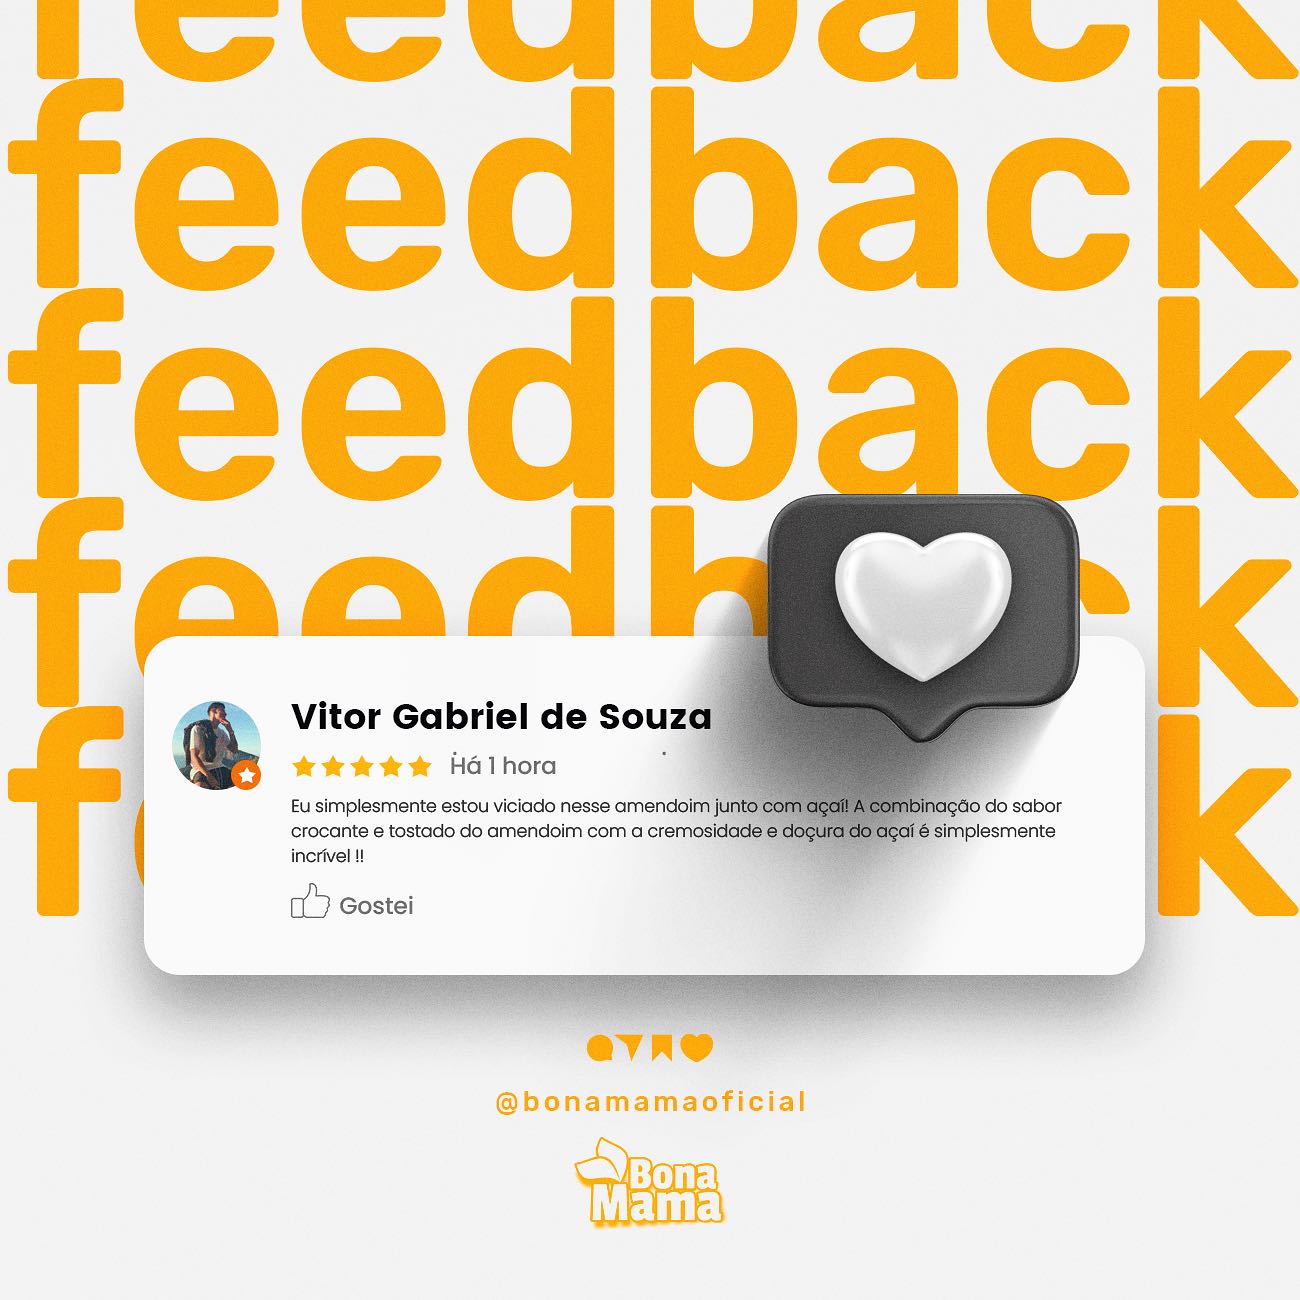 feedback
feedback
feedback
feedback
Vitor Gabriel de Souza
Há 1 hora
Eu simplesmente estou viciado nesse amendoim junto com açaí! A combinação do sabor
crocante e tostado do amendoim com a cremosidade e doçura do açaí é simplesmente
incrível !!
Gostei
@bonamamaoficial
Bona
Mama